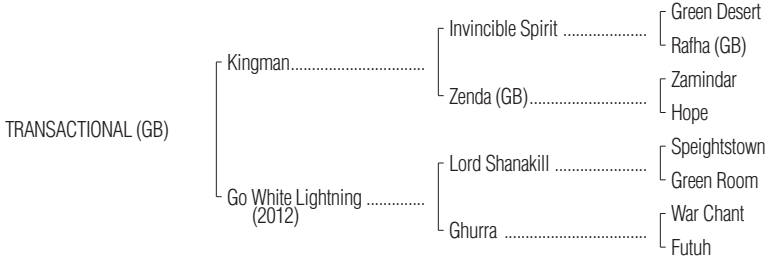 Green Desert
Invincible Spirit ......................
Rafha (GB)
Kingman...................................
Zamindar
Zenda (GB)...............................
Hope
TRANSACTIONAL (GB)
Speightstown
Lord Shanakill ........................
Green Room
Go White Lightning ...............
(2012)
War Chant
Ghurra .....................................
Futuh